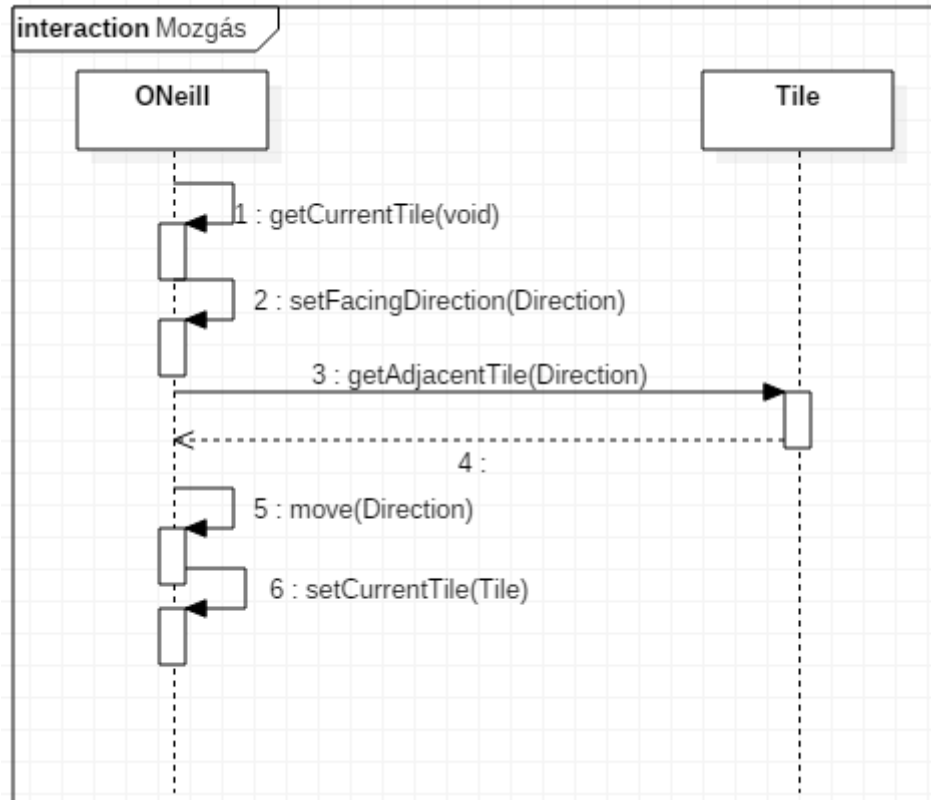 interaction Mozgás
ONeill
Tile
1 : getCurrentTile(void)
2 : setFacingDirection(Direction)
3 : getAdjacentTile(Direction)
4 :
5 : move(Direction)
6 : setCurrentTile(Tile)